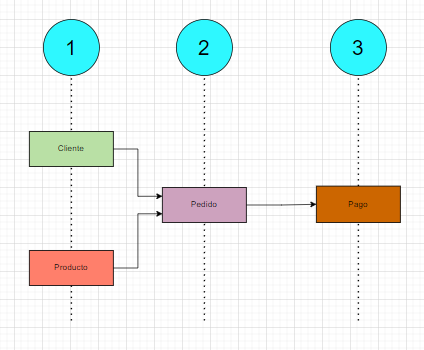 1
2
3
Cliente
Pedido
Pago
Producto